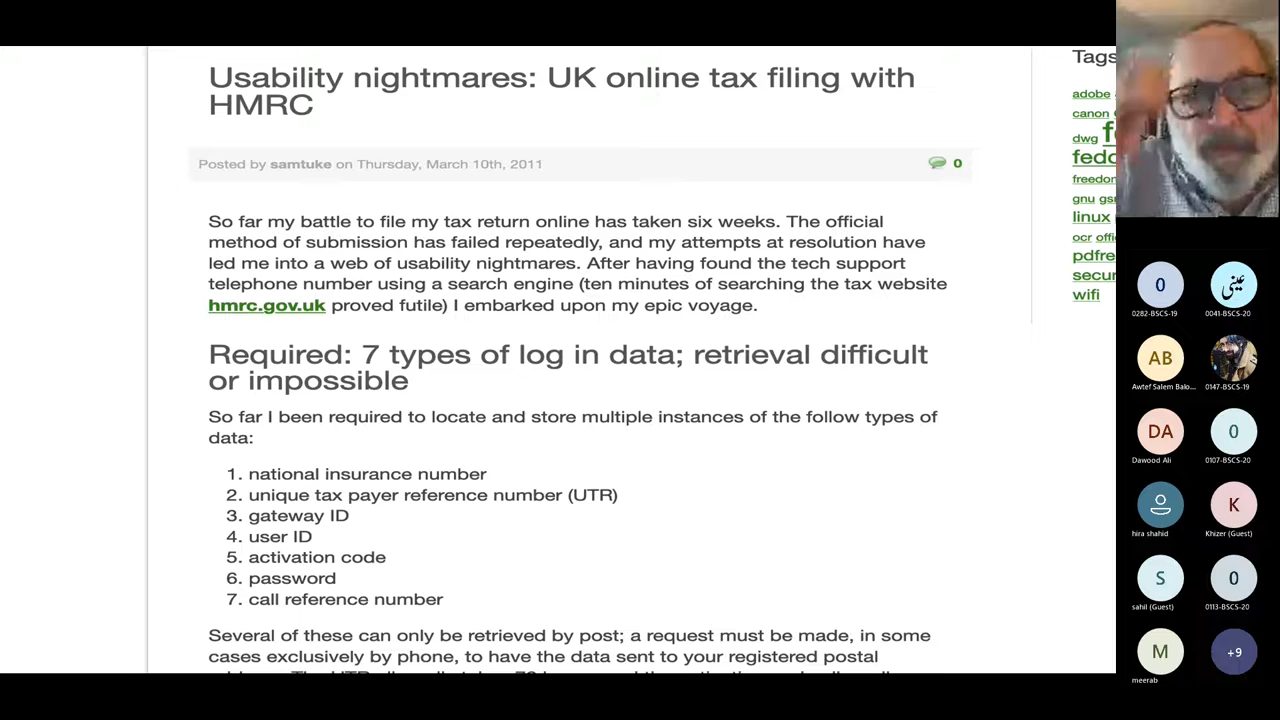 Usability nightmares: UK online tax filing with
HMRC
Posted by samtuke on Thursday, March 10th, 2011
0
So far my battle to file my tax return online has taken six weeks. The official
method of submission has failed repeatedly, and my attempts at resolution have
led me into a web of usability nightmares. After having found the tech support
telephone number using a search engine (ten minutes of searching the tax website
hmrc.gov.uk proved futile) I embarked upon my epic voyage.
Required: 7 types of log in data; retrieval difficult
or impossible
So far I been required to locate and store multiple instances of the follow types of
data:
1. national insurance number
2. unique tax payer reference number (UTR)
3. gateway ID
4. user ID
5. activation code
6. password
7. call reference number
Several of these can only be retrieved by post; a request must be made, in some
cases exclusively by phone, to have the data sent to your registered postal
Tags
adobe
canon
dwg
fedo
freedom
gnu gsm
linux
ocr offi
pdfre
secur
wifi
0
0282-BSCS-19
عینی
0041-BSCS-20
AB
Awtef Salem Balo...
0147-BSCS-19
DA
Dawood Ali
0
0107-BSCS-20
hira shahid
K
Khizer (Guest)
S
sahil (Guest)
0
0113-BSCS-20
M
meerab
+9